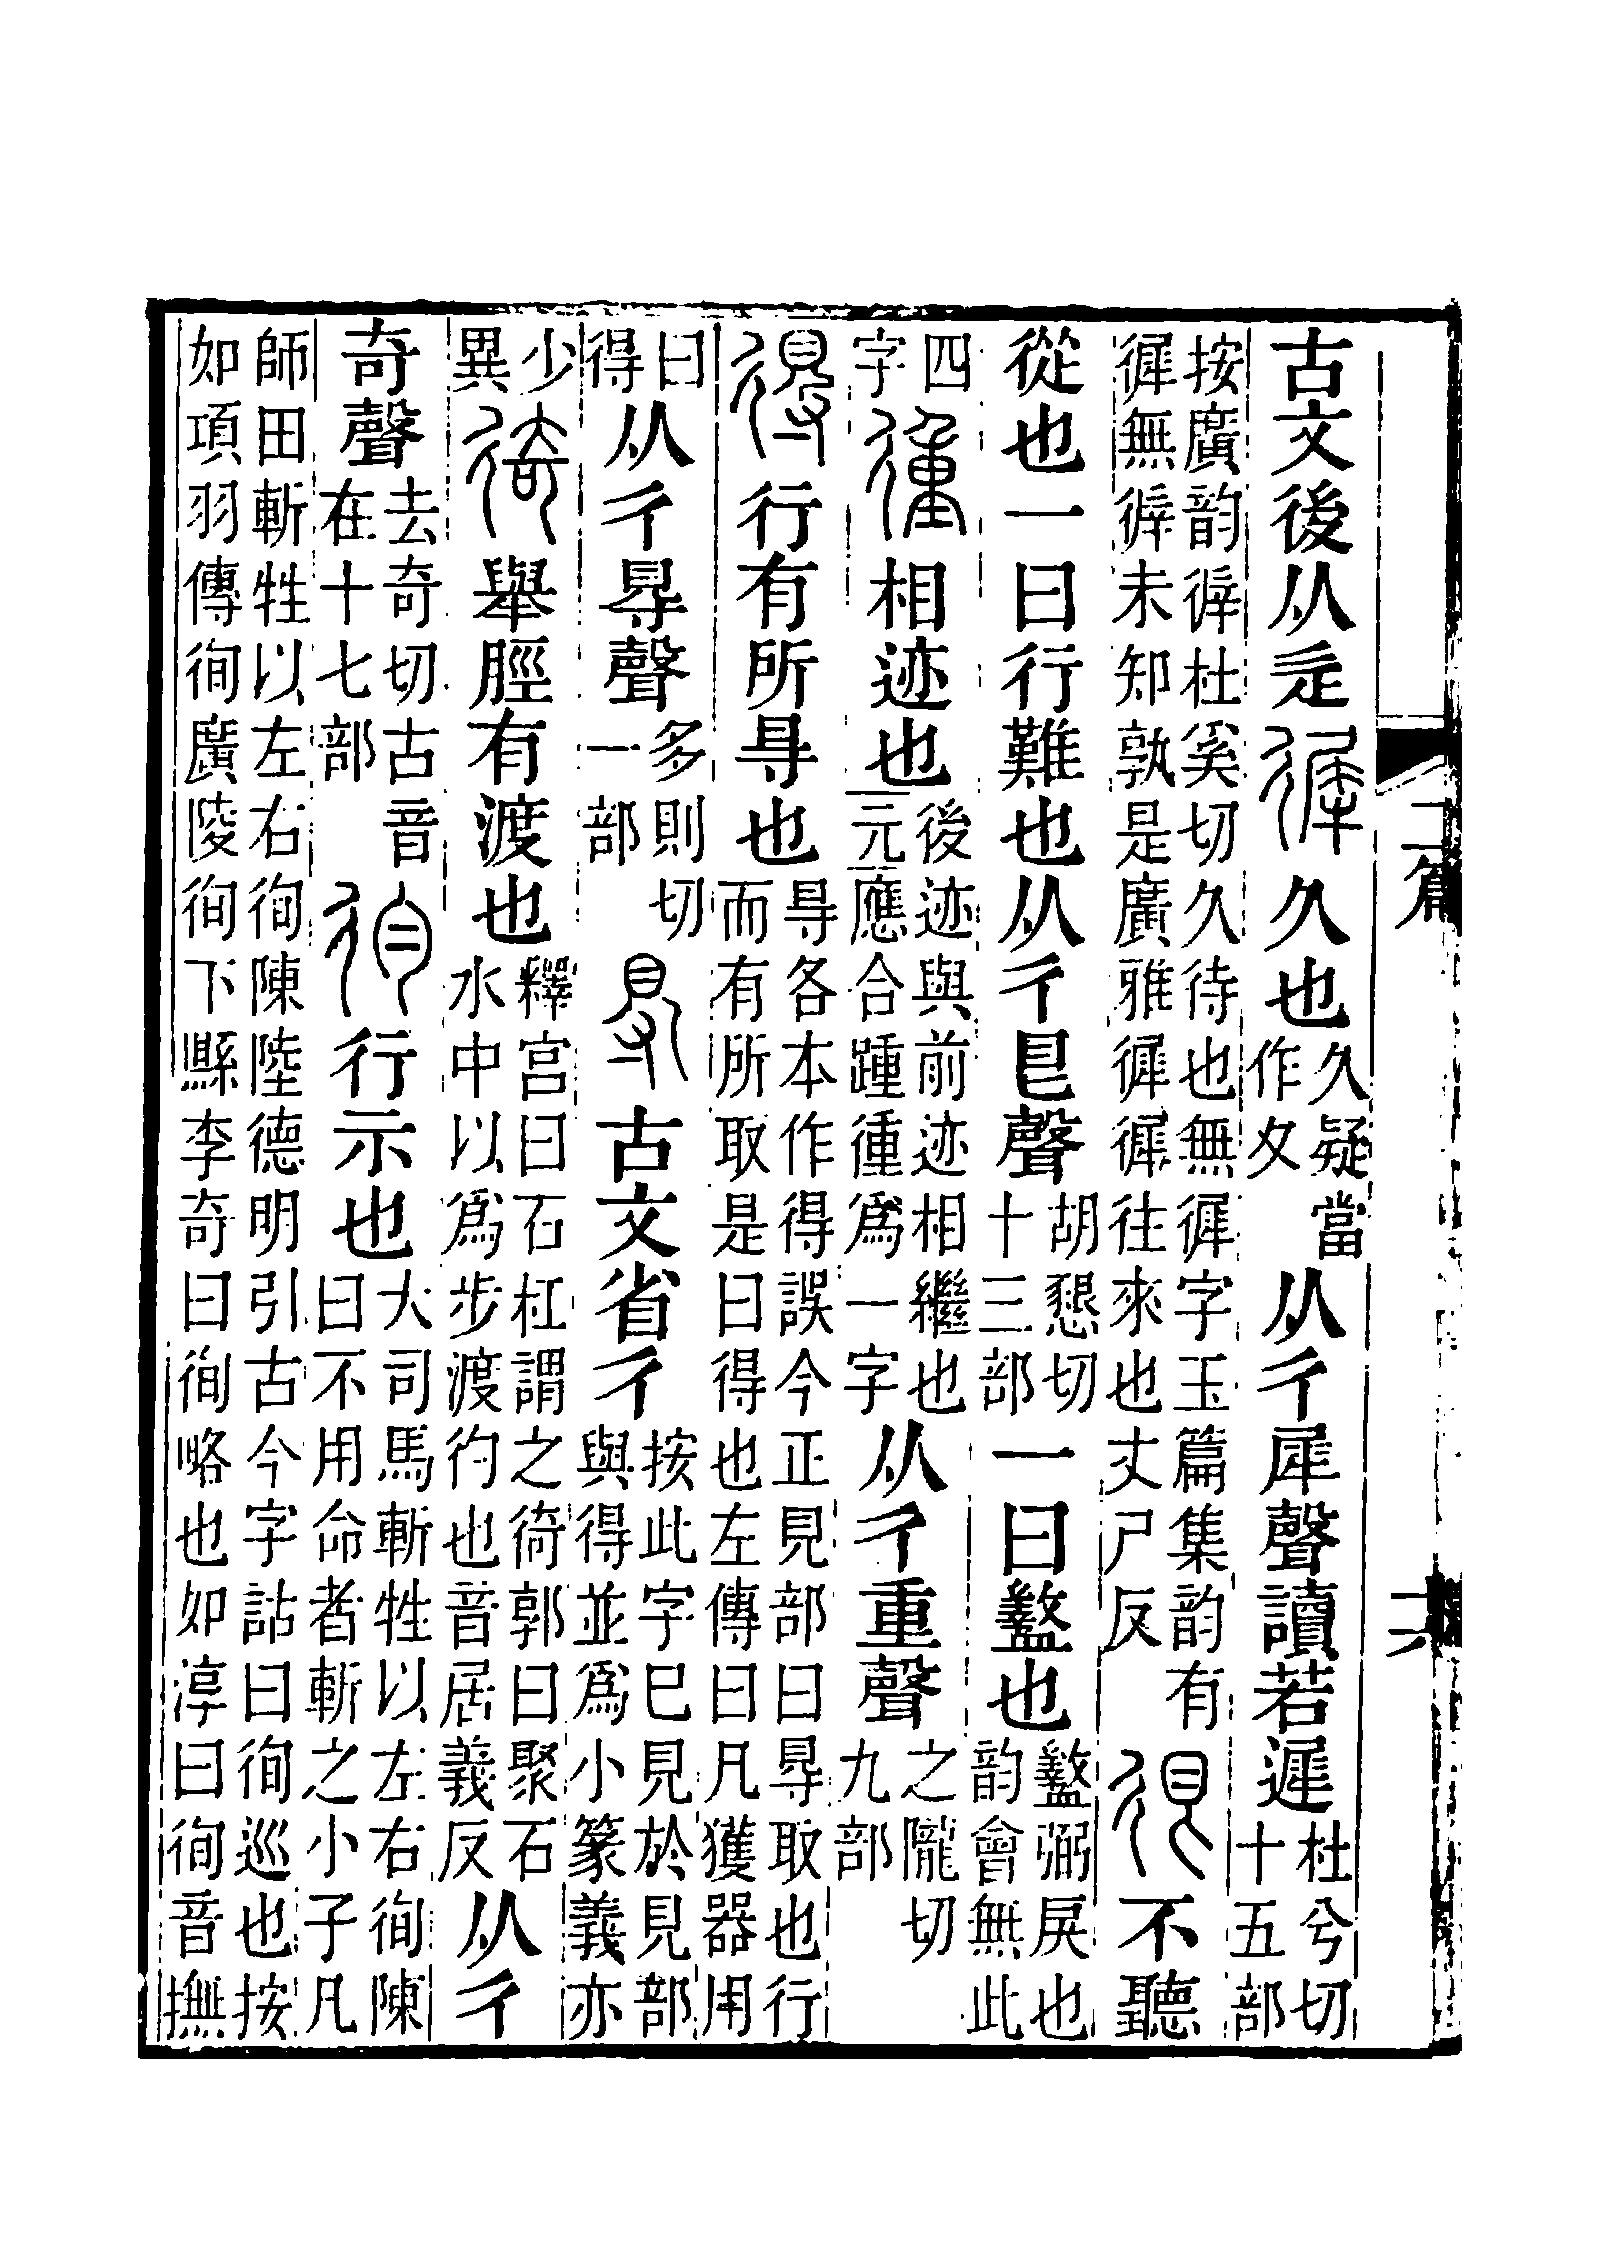 古文後从辵徲久也久疑當作夂从彳犀聲讀若遲杜兮切十五部
按廣韵徲杜奚切久待也無徲字玉篇集韵有徲無徲未知孰是廣雅徲徲往來也丈尸反很不聽
從也一曰行難也从彳皀聲胡懇切十三部一曰盭也盭弼戾也韵會無此
四字徸相迹也後迹與前迹相繼也元應合踵徸爲一字从彳重聲之隴切九部
得行有所㝵也㝵各本作得誤今正見部曰㝵取也行而有所取是曰得也左傳曰凡獲器用
曰得从彳㝵聲多則切一部㝵古文省彳按此字巳見於見部與得並爲小篆義亦
少異徛舉脛有渡也釋宮曰石杠謂之徛郭曰聚石水中以爲步渡彴也音居義反从彳
奇聲去奇切古音在十七部徇行示也大司馬斬牲以左右徇陳曰不用命者斬之小子凡
師田斬牲以左右徇陳陸德明引古今字詁曰徇巡也按如項羽傳徇廣陵徇下縣李奇曰徇略也如淳曰徇音撫
二篇
十六